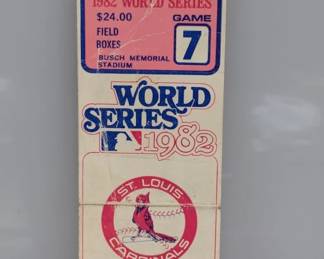 1982 WORLD SERIES
$24.00 GAME
FIELD
BOXES 7
BUSCH MEMORIAL
STADIUM
WORLD
SERIES
1982
ST. LOUIS
CARDINALS